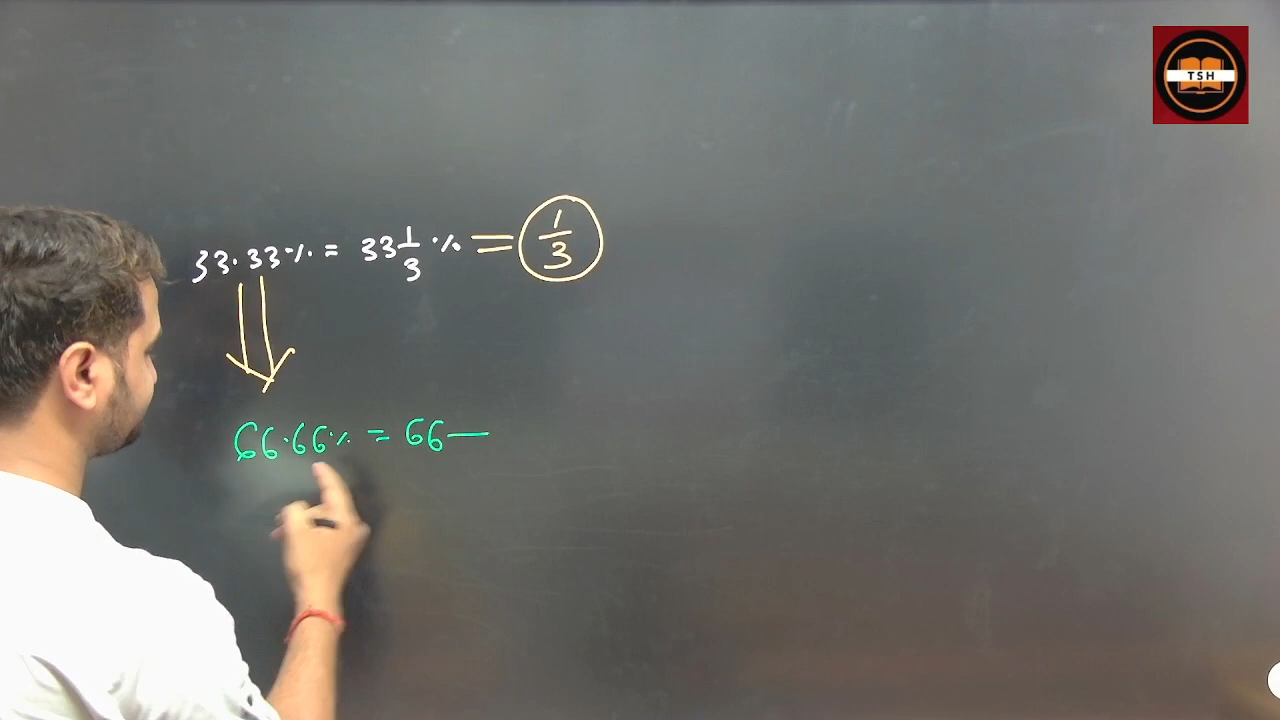 TSH
33.33% = 33 1/3 % = 1/3
66.66% = 66 —